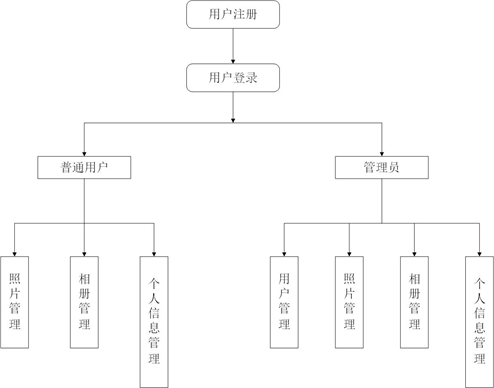 用户注册
用户登录
普通用户
管理员
照片管理
相册管理
个人信息管理
用户管理
照片管理
相册管理
个人信息管理